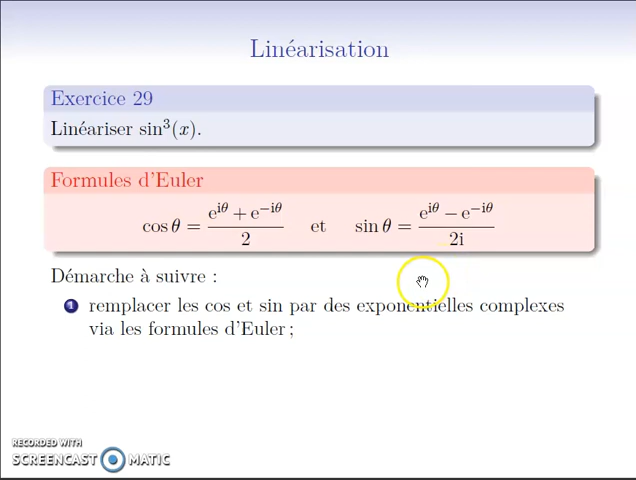 Linéarisation
Exercice 29
Linéariser sin³(x).
Formules d'Euler
cos θ = (e^{iθ} + e^{−iθ})/2 et sin θ = (e^{iθ} − e^{−iθ})/2i
Démarche à suivre :
1 remplacer les cos et sin par des exponentielles complexes
via les formules d'Euler ;
RECORDED WITH
SCREENCAST MATIC